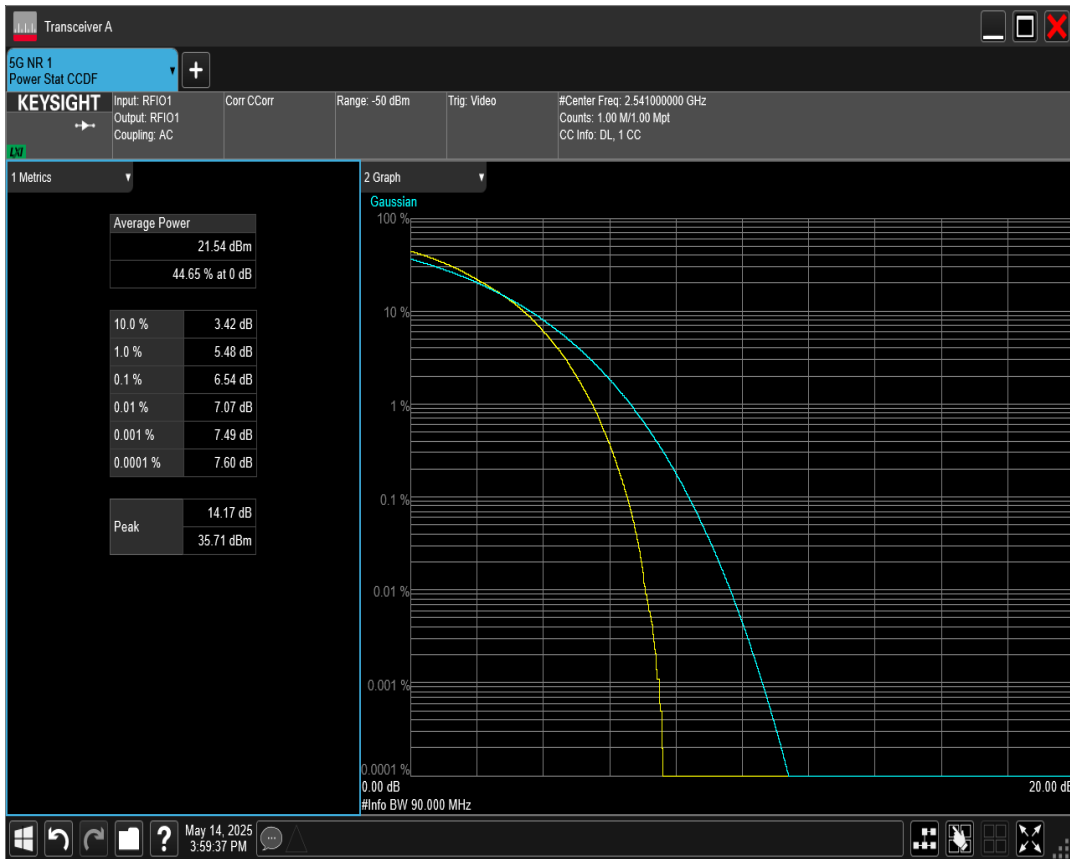 Transceiver A
5G NR 1
Power Stat CCDF
KEYSIGHT
LXI
Input: RFIO1
Output: RFIO1
Coupling: AC
Corr CCorr
Range: -50 dBm
Trig: Video
#Center Freq: 2.541000000 GHz
Counts: 1.00 M/1.00 Mpt
CC Info: DL, 1 CC
1 Metrics
Average Power
21.54 dBm
44.65 % at 0 dB
10.0 % 3.42 dB
1.0 % 5.48 dB
0.1 % 6.54 dB
0.01 % 7.07 dB
0.001 % 7.49 dB
0.0001 % 7.60 dB
Peak 14.17 dB
35.71 dBm
2 Graph
Gaussian
100 %
10 %
1 %
0.1 %
0.01 %
0.001 %
0.0001 %
0.00 dB 20.00 dB
#Info BW 90.000 MHz
May 14, 2025
3:59:37 PM